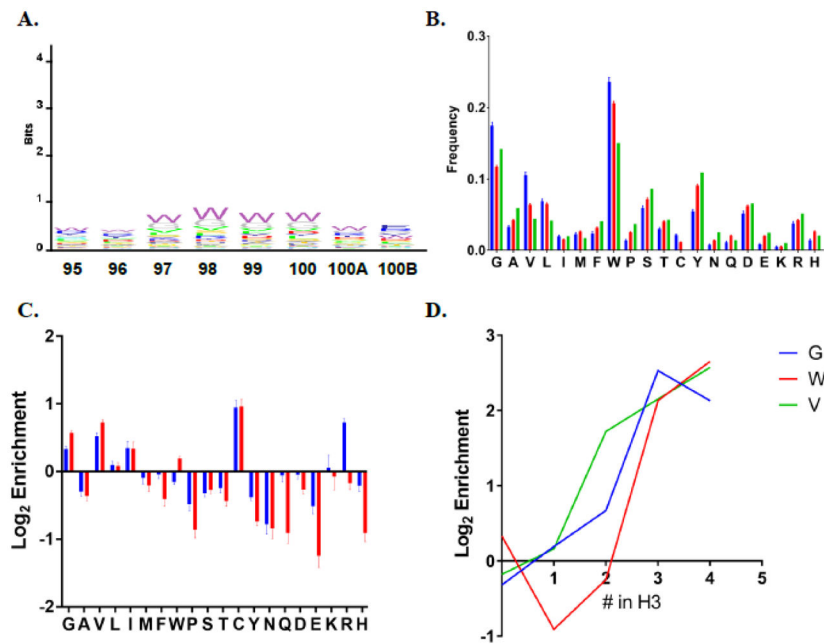 A.
Bits
4
3
2
1
0
95 96 97 98 99 100 100A 100B
B.
Frequency
0.3
0.2
0.1
0.0
G A V L I M F W P S T C Y N Q D E K R H
C.
Log2 Enrichment
2
1
0
-1
-2
G A V L I M F W P S T C Y N Q D E K R H
D.
Log2 Enrichment
3
2
1
0
-1
1 2 3 4 5
# in H3
G
W
V